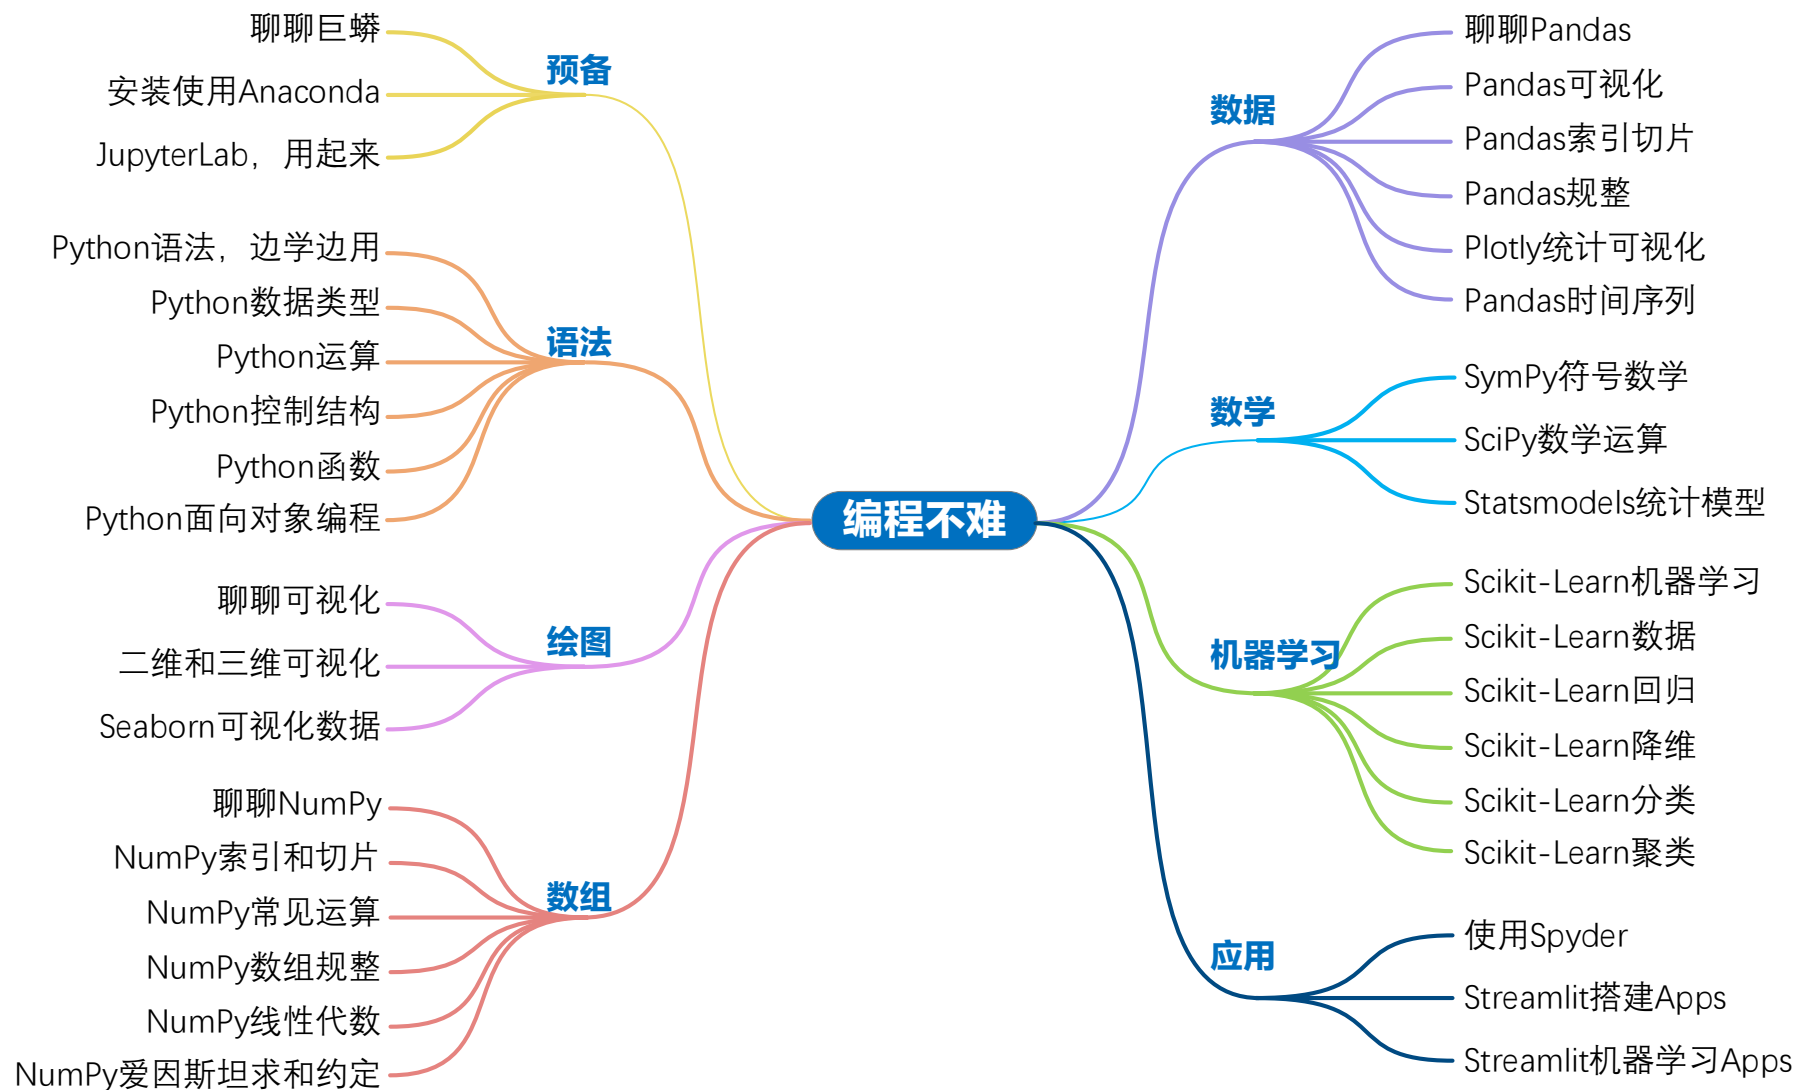 编程不难
预备
聊聊巨蟒
安装使用Anaconda
JupyterLab，用起来
语法
Python语法，边学边用
Python数据类型
Python运算
Python控制结构
Python函数
Python面向对象编程
绘图
聊聊可视化
二维和三维可视化
Seaborn可视化数据
数组
聊聊NumPy
NumPy索引和切片
NumPy常见运算
NumPy数组规整
NumPy线性代数
NumPy爱因斯坦求和约定
数据
聊聊Pandas
Pandas可视化
Pandas索引切片
Pandas规整
Plotly统计可视化
Pandas时间序列
数学
SymPy符号数学
SciPy数学运算
Statsmodels统计模型
机器学习
Scikit-Learn机器学习
Scikit-Learn数据
Scikit-Learn回归
Scikit-Learn降维
Scikit-Learn分类
Scikit-Learn聚类
应用
使用Spyder
Streamlit搭建Apps
Streamlit机器学习Apps